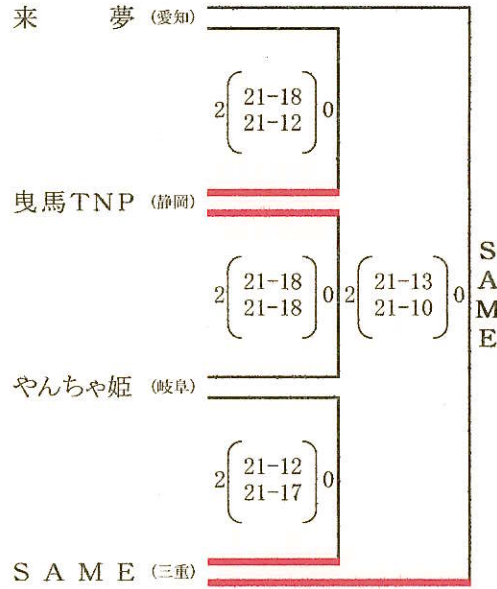 来 夢 (愛知)
2 21-18 0
21-12
曳馬TNP (静岡)
2 21-18 0
21-18
2 21-13 0
21-10
SAME
やんちゃ姫 (岐阜)
2 21-12 0
21-17
SAME (三重)